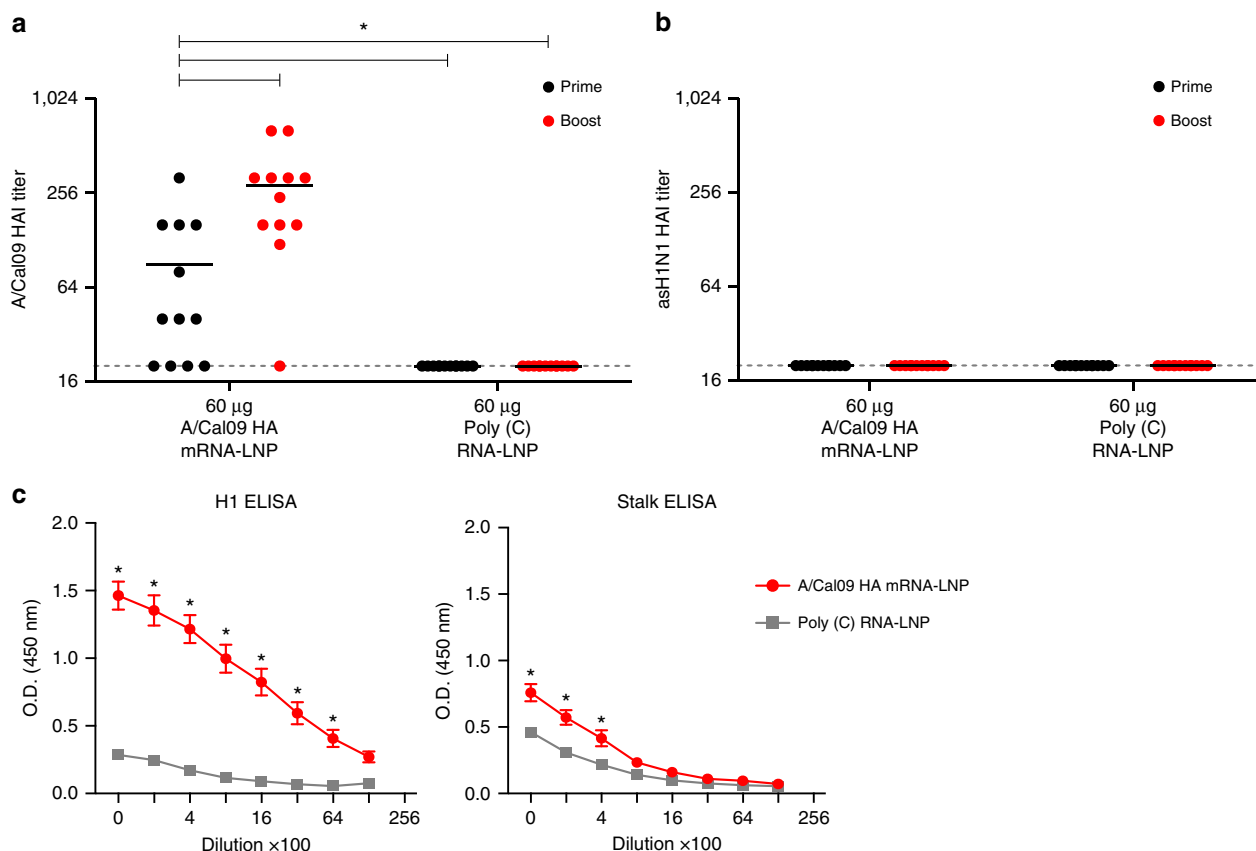 a
*
Prime
Boost
1,024
256
64
16
A/Cal09 HAI titer
60 μg
A/Cal09 HA
mRNA-LNP
60 μg
Poly (C)
RNA-LNP
b
Prime
Boost
1,024
256
64
16
asH1N1 HAI titer
60 μg
A/Cal09 HA
mRNA-LNP
60 μg
Poly (C)
RNA-LNP
c
H1 ELISA
2.0
1.5
1.0
0.5
0.0
O.D. (450 nm)
* * * * * * *
0 4 16 64 256
Dilution ×100
Stalk ELISA
2.0
1.5
1.0
0.5
0.0
O.D. (450 nm)
* * *
0 4 16 64 256
Dilution ×100
A/Cal09 HA mRNA-LNP
Poly (C) RNA-LNP